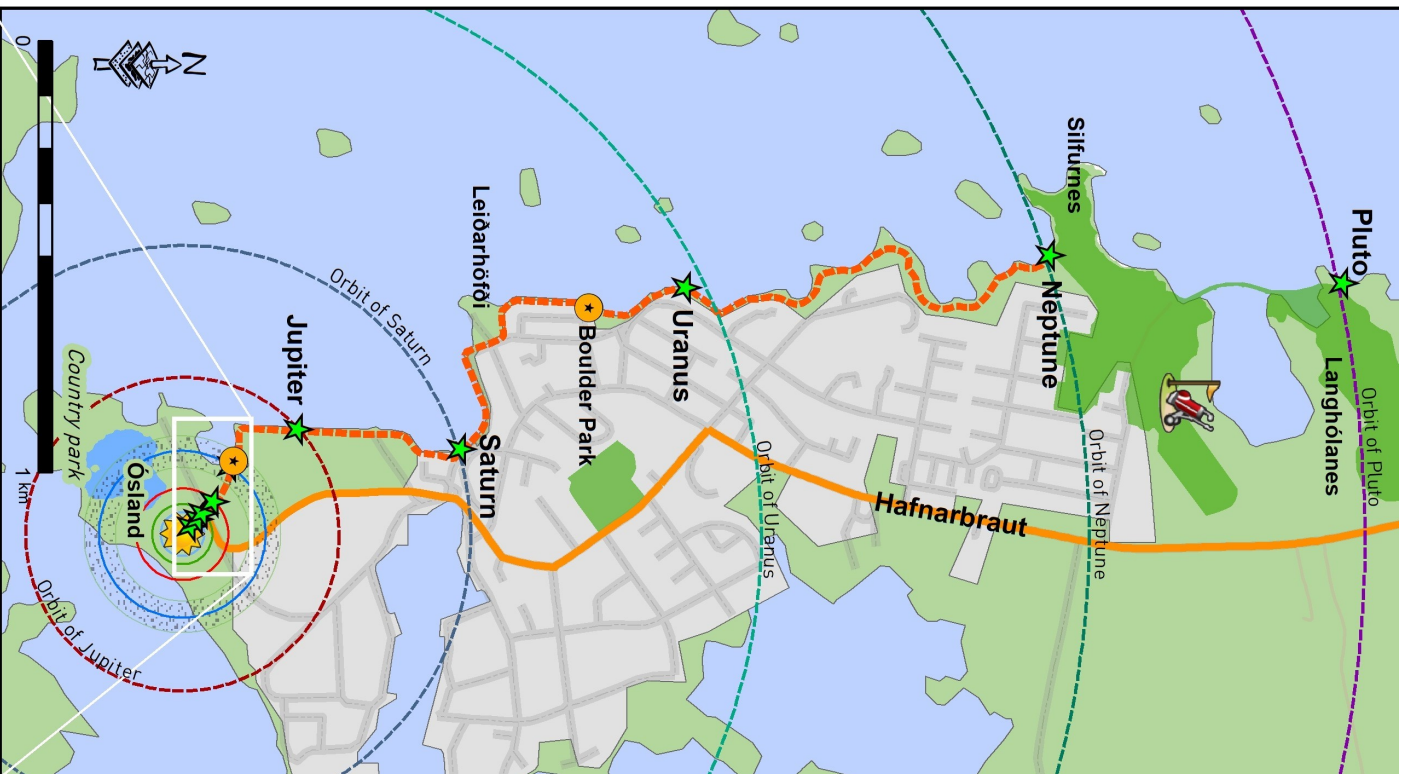 N
0
1 km
Pluto
Orbit of Pluto
Langhólanes
Silfurnes
Neptune
Orbit of Neptune
Hafnarbraut
Orbit of Uranus
Uranus
Boulder Park
Leiðarhöfði
Saturn
Orbit of Saturn
Jupiter
Country park
Ósland
Orbit of Jupiter